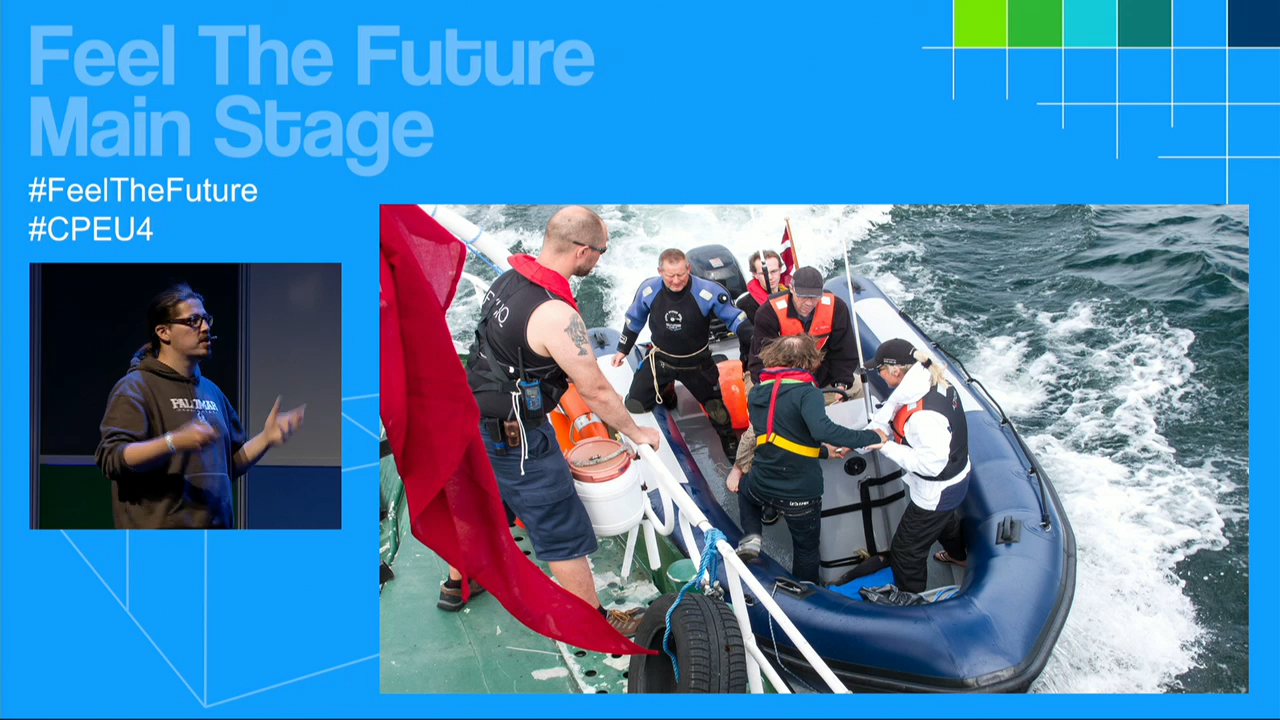 Feel The Future
Main Stage
#FeelTheFuture
#CPEU4
PALOMAR